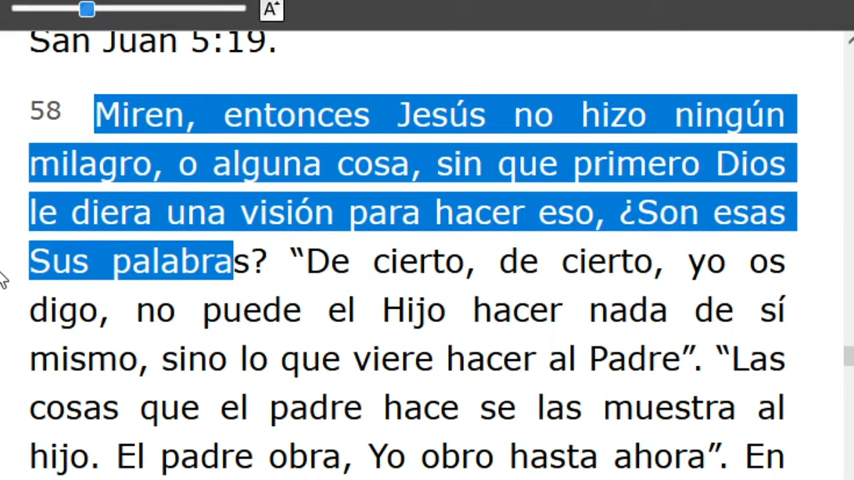 A
San Juan 5:19.
58 Miren, entonces Jesús no hizo ningún
milagro, o alguna cosa, sin que primero Dios
le diera una visión para hacer eso, ¿Son esas
Sus palabras? “De cierto, de cierto, yo os
digo, no puede el Hijo hacer nada de sí
mismo, sino lo que viere hacer al Padre”. “Las
cosas que el padre hace se las muestra al
hijo. El padre obra, Yo obro hasta ahora”. En